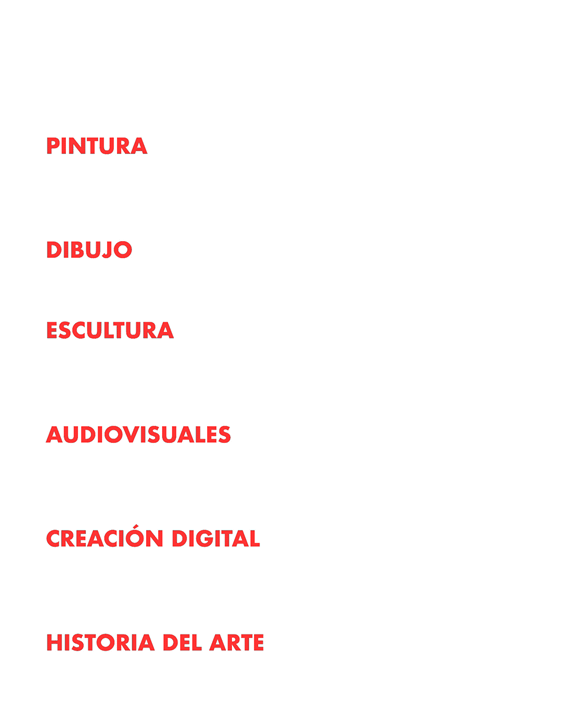 PINTURA
DIBUJO
ESCULTURA
AUDIOVISUALES
CREACIÓN DIGITAL
HISTORIA DEL ARTE